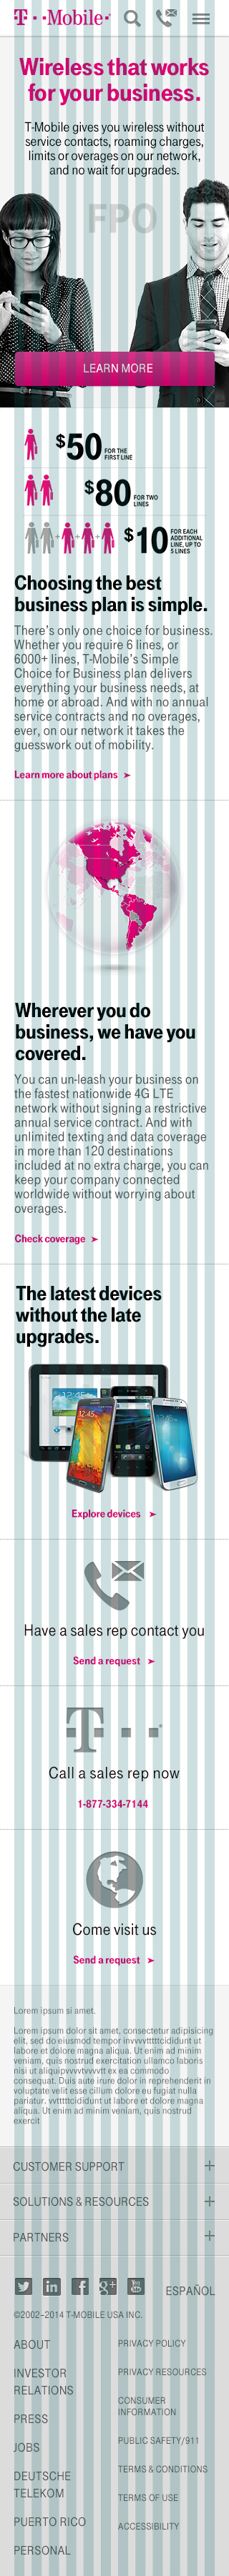 T··Mobile·
Wireless that works
for your business.
T-Mobile gives you wireless without
service contracts, roaming charges,
limits or overages on our network,
and no wait for upgrades.
FPO
LEARN MORE
$50 FOR THE
FIRST LINE
$80 FOR TWO
LINES
$10 FOR EACH
ADDITIONAL
LINE, UP TO
5 LINES
Choosing the best
business plan is simple.
There's only one choice for business.
Whether you require 6 lines, or
6000+ lines, T-Mobile's Simple
Choice for Business plan delivers
everything your business needs, at
home or abroad. And with no annual
service contracts and no overages,
ever, on our network it takes the
guesswork out of mobility.
Learn more about plans
Wherever you do
business, we have you
covered.
You can un-leash your business on
the fastest nationwide 4G LTE
network without signing a restrictive
annual service contract. And with
unlimited texting and data coverage
in more than 120 destinations
included at no extra charge, you can
keep your company connected
worldwide without worrying about
overages.
Check coverage
The latest devices
without the late
upgrades.
12:45
12:45
Explore devices
Have a sales rep contact you
Send a request
T··
Call a sales rep now
1-877-334-7144
Come visit us
Send a request
Lorem ipsum si amet.
Lorem ipsum dolor sit amet, consectetur adipisicing
elit, sed do eiusmod tempor invvvvttttcididunt ut
labore et dolore magna aliqua. Ut enim ad minim
veniam, quis nostrud exercitation ullamco laboris
nisi ut aliquipvvvvtvvvvtt ex ea commodo
consequat. Duis aute irure dolor in reprehenderit in
voluptate velit esse cillum dolore eu fugiat nulla
pariatur. vvtttttcididunt ut labore et dolore magna
aliqua. Ut enim ad minim veniam, quis nostrud
exercit
CUSTOMER SUPPORT
SOLUTIONS & RESOURCES
PARTNERS
ESPAÑOL
©2002–2014 T-MOBILE USA INC.
ABOUT
INVESTOR
RELATIONS
PRESS
JOBS
DEUTSCHE
TELEKOM
PUERTO RICO
PERSONAL
PRIVACY POLICY
PRIVACY RESOURCES
CONSUMER
INFORMATION
PUBLIC SAFETY/911
TERMS & CONDITIONS
TERMS OF USE
ACCESSIBILITY